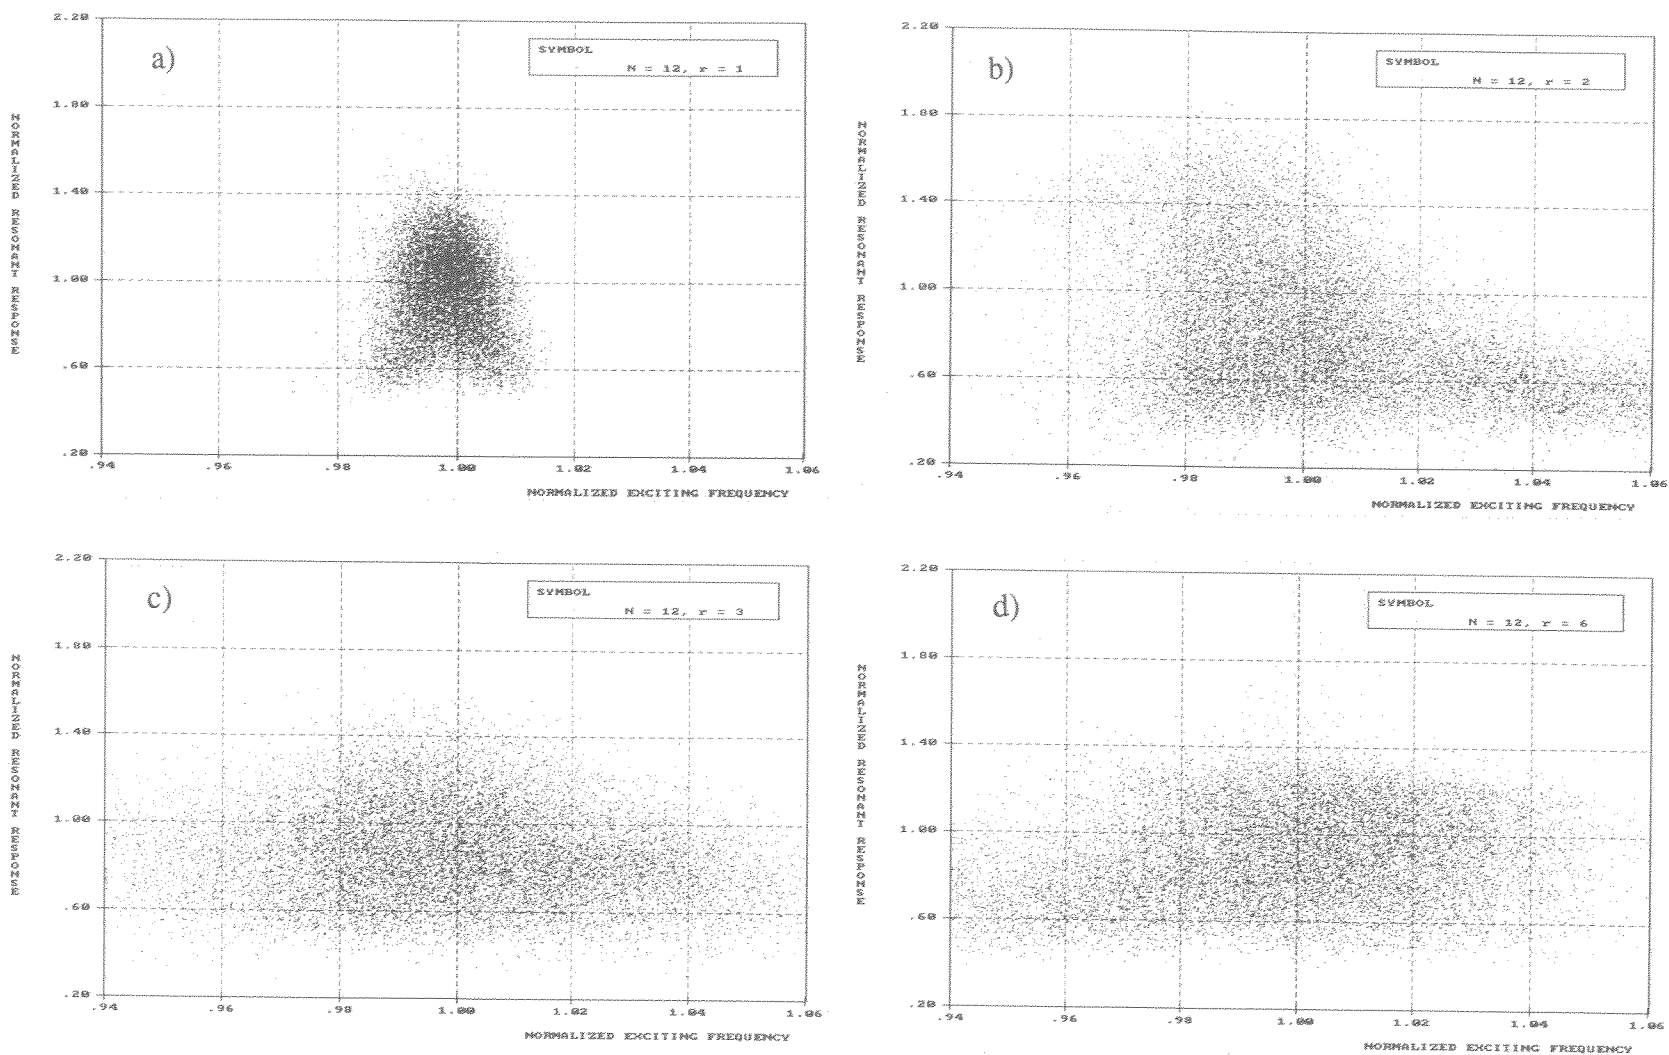 a)
SYMBOL
N = 12, r = 1
2.20
1.80
1.40
1.00
.60
.20
.94
.96
.98
1.00
1.02
1.04
1.06
NORMALIZED RESONANT RESPONSE
NORMALIZED EXCITING FREQUENCY
b)
SYMBOL
N = 12, r = 2
2.20
1.80
1.40
1.00
.60
.20
.94
.96
.98
1.00
1.02
1.04
1.06
NORMALIZED RESONANT RESPONSE
NORMALIZED EXCITING FREQUENCY
c)
SYMBOL
N = 12, r = 3
2.20
1.80
1.40
1.00
.60
.20
.94
.96
.98
1.00
1.02
1.04
1.06
NORMALIZED RESONANT RESPONSE
NORMALIZED EXCITING FREQUENCY
d)
SYMBOL
N = 12, r = 6
2.20
1.80
1.40
1.00
.60
.20
.94
.96
.98
1.00
1.02
1.04
1.06
NORMALIZED RESONANT RESPONSE
NORMALIZED EXCITING FREQUENCY